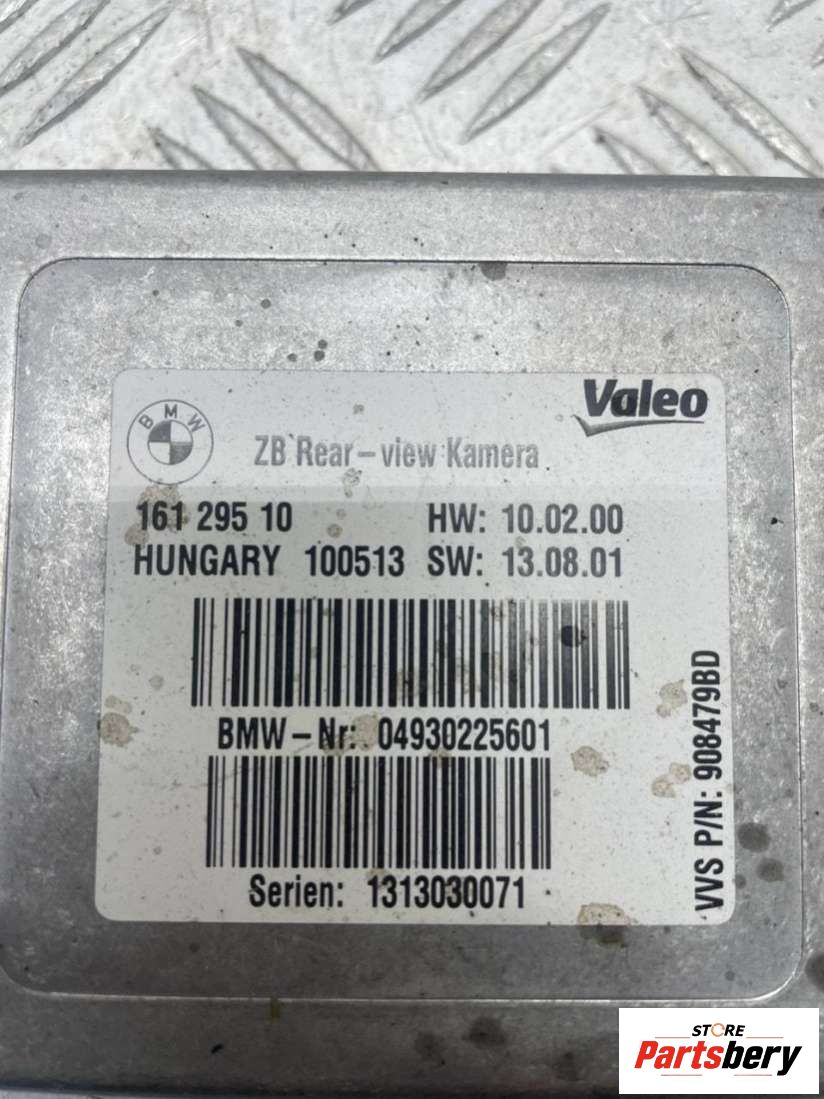 BMW
Valeo
ZB Rear-view Kamera
161 295 10 HW: 10.02.00
HUNGARY 100513 SW: 13.08.01
BMW-Nr: 04930225601
Serien: 1313030071
VVS P/N: 908479BD
STORE
Partsbery